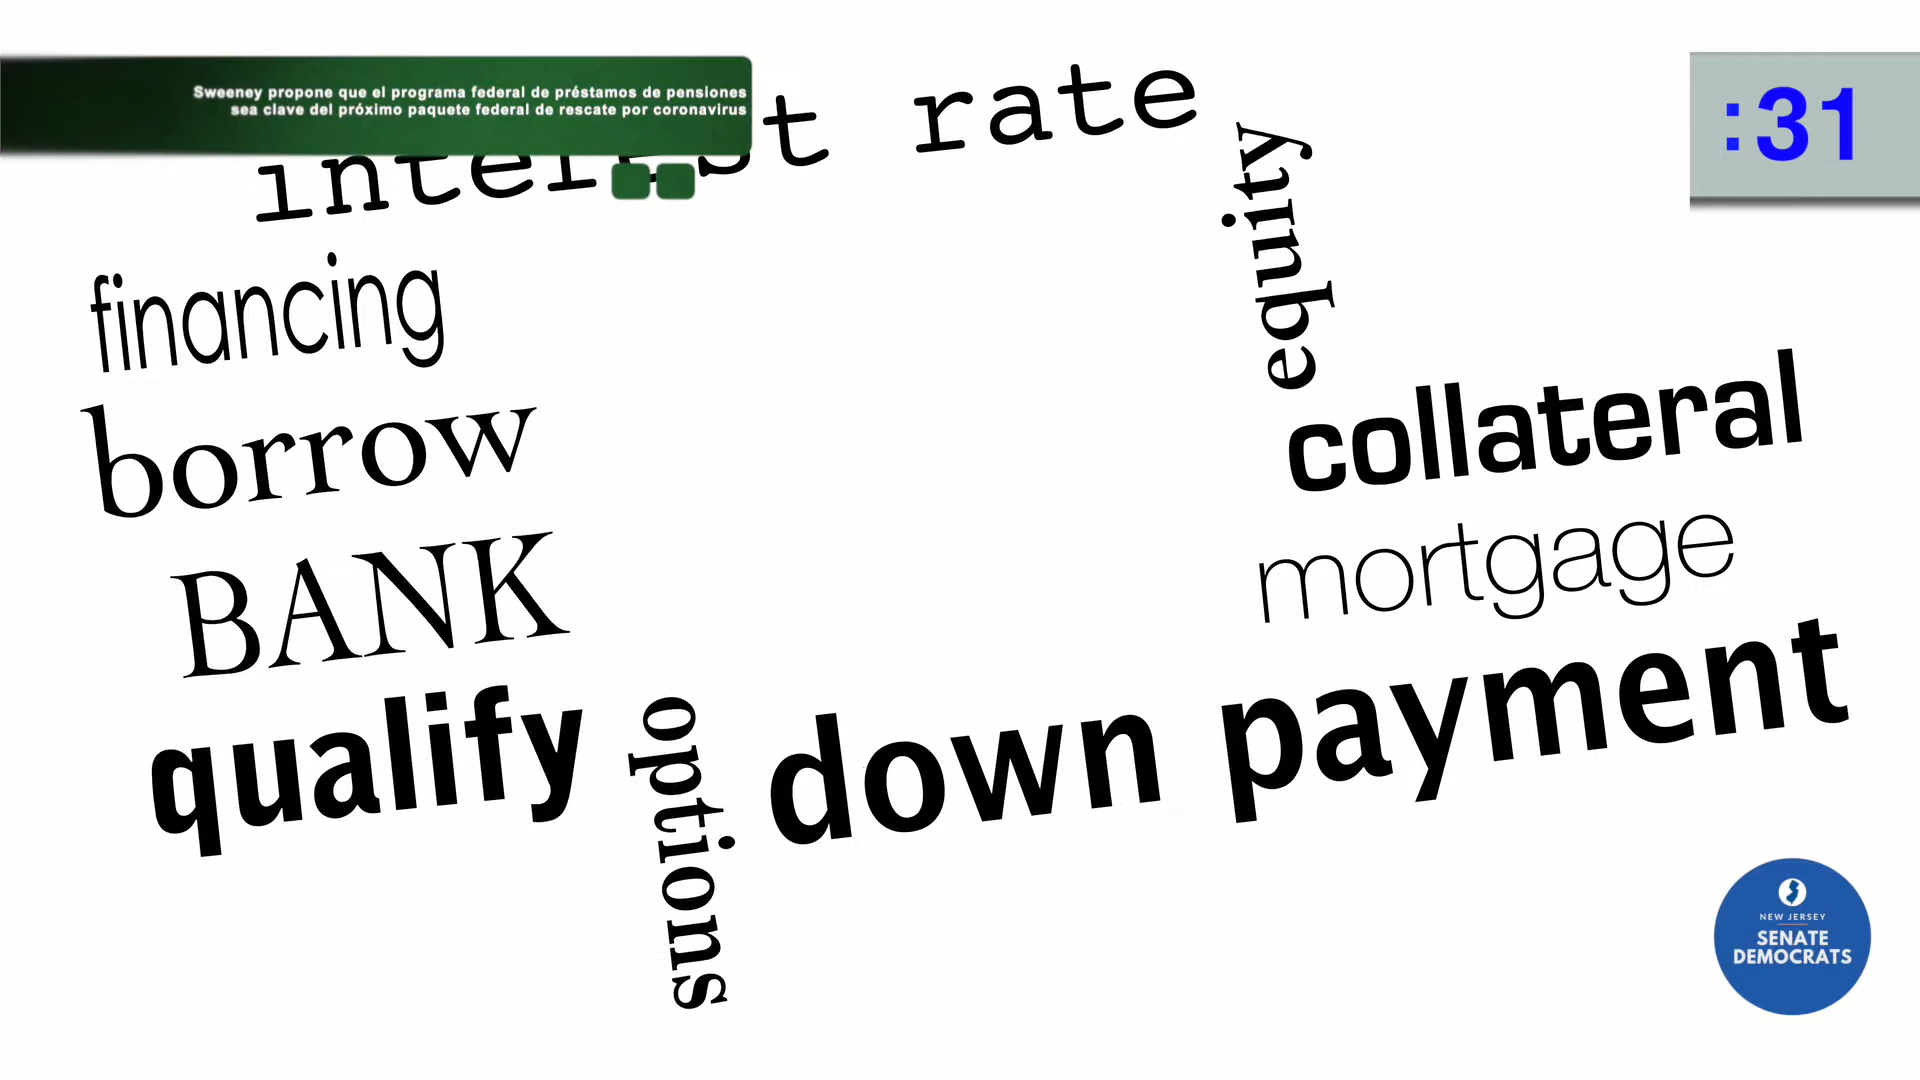 Sweeney propone que el programa federal de préstamos de pensiones
sea clave del próximo paquete federal de rescate por coronavirus
:31
interest rate
equity
financing
borrow
collateral
BANK
mortgage
qualify
options
down payment
NEW JERSEY
SENATE
DEMOCRATS